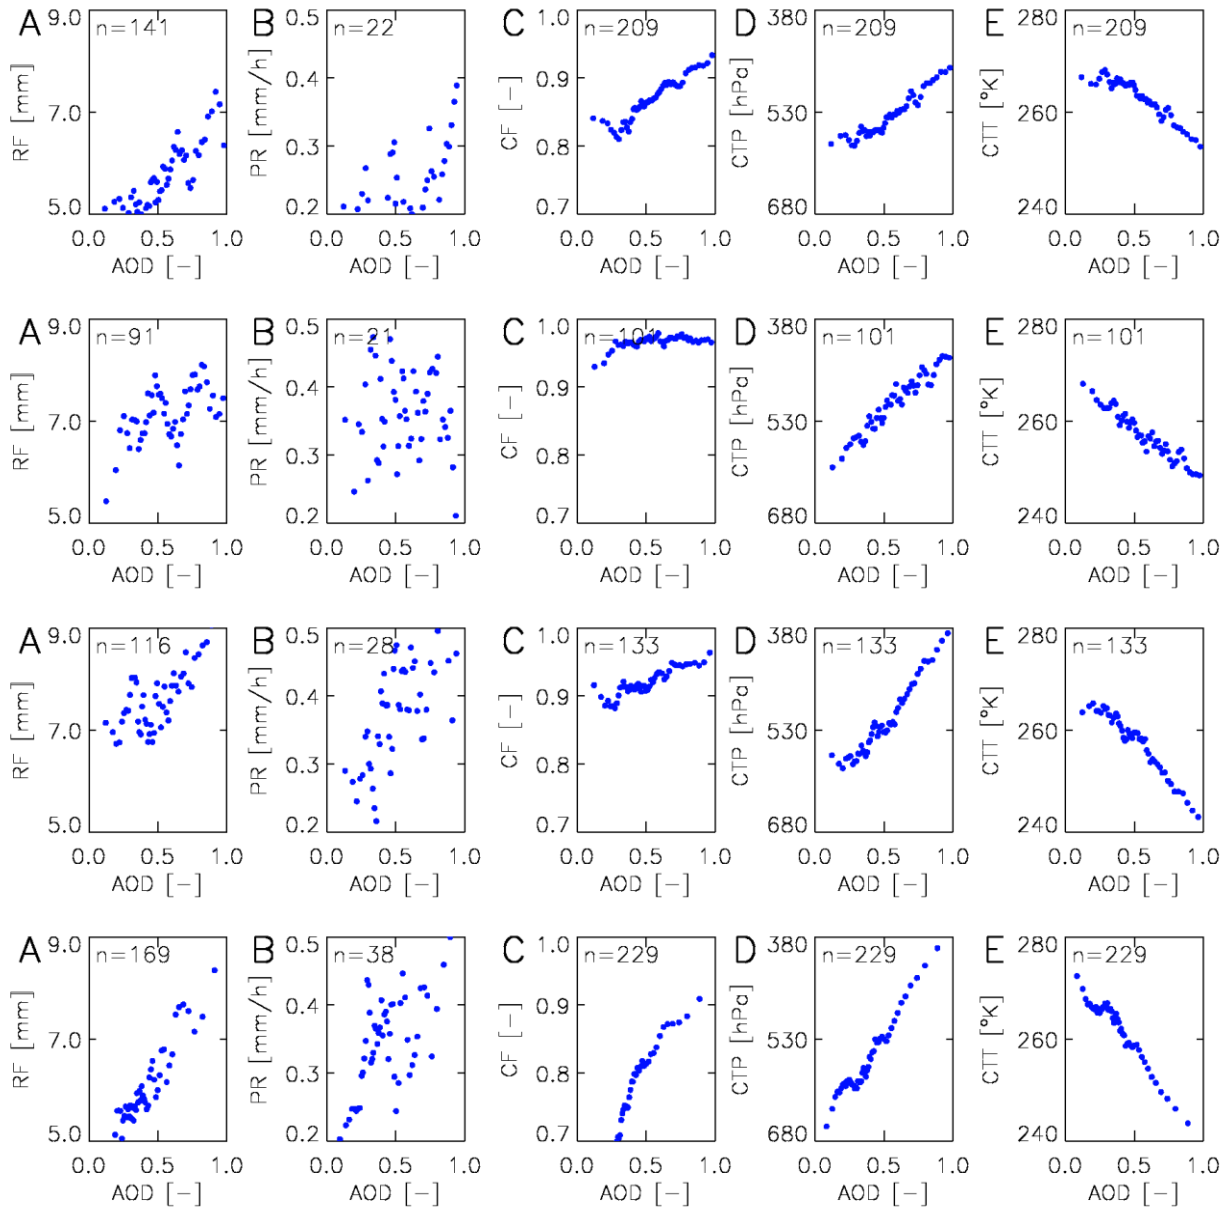 A 9.0 n=141 7.0 5.0 RF [mm] 0.0 0.5 1.0 AOD [–]
B 0.5 n=22 0.4 0.3 0.2 PR [mm/h] 0.0 0.5 1.0 AOD [–]
C 1.0 n=209 0.9 0.8 0.7 CF [–] 0.0 0.5 1.0 AOD [–]
D 380 n=209 530 680 CTP [hPa] 0.0 0.5 1.0 AOD [–]
E 280 n=209 260 240 CTT [°K] 0.0 0.5 1.0 AOD [–]
A 9.0 n=91 7.0 5.0 RF [mm] 0.0 0.5 1.0 AOD [–]
B 0.5 n=21 0.4 0.3 0.2 PR [mm/h] 0.0 0.5 1.0 AOD [–]
C 1.0 n=101 0.9 0.8 0.7 CF [–] 0.0 0.5 1.0 AOD [–]
D 380 n=101 530 680 CTP [hPa] 0.0 0.5 1.0 AOD [–]
E 280 n=101 260 240 CTT [°K] 0.0 0.5 1.0 AOD [–]
A 9.0 n=116 7.0 5.0 RF [mm] 0.0 0.5 1.0 AOD [–]
B 0.5 n=28 0.4 0.3 0.2 PR [mm/h] 0.0 0.5 1.0 AOD [–]
C 1.0 n=133 0.9 0.8 0.7 CF [–] 0.0 0.5 1.0 AOD [–]
D 380 n=133 530 680 CTP [hPa] 0.0 0.5 1.0 AOD [–]
E 280 n=133 260 240 CTT [°K] 0.0 0.5 1.0 AOD [–]
A 9.0 n=169 7.0 5.0 RF [mm] 0.0 0.5 1.0 AOD [–]
B 0.5 n=38 0.4 0.3 0.2 PR [mm/h] 0.0 0.5 1.0 AOD [–]
C 1.0 n=229 0.9 0.8 0.7 CF [–] 0.0 0.5 1.0 AOD [–]
D 380 n=229 530 680 CTP [hPa] 0.0 0.5 1.0 AOD [–]
E 280 n=229 260 240 CTT [°K] 0.0 0.5 1.0 AOD [–]